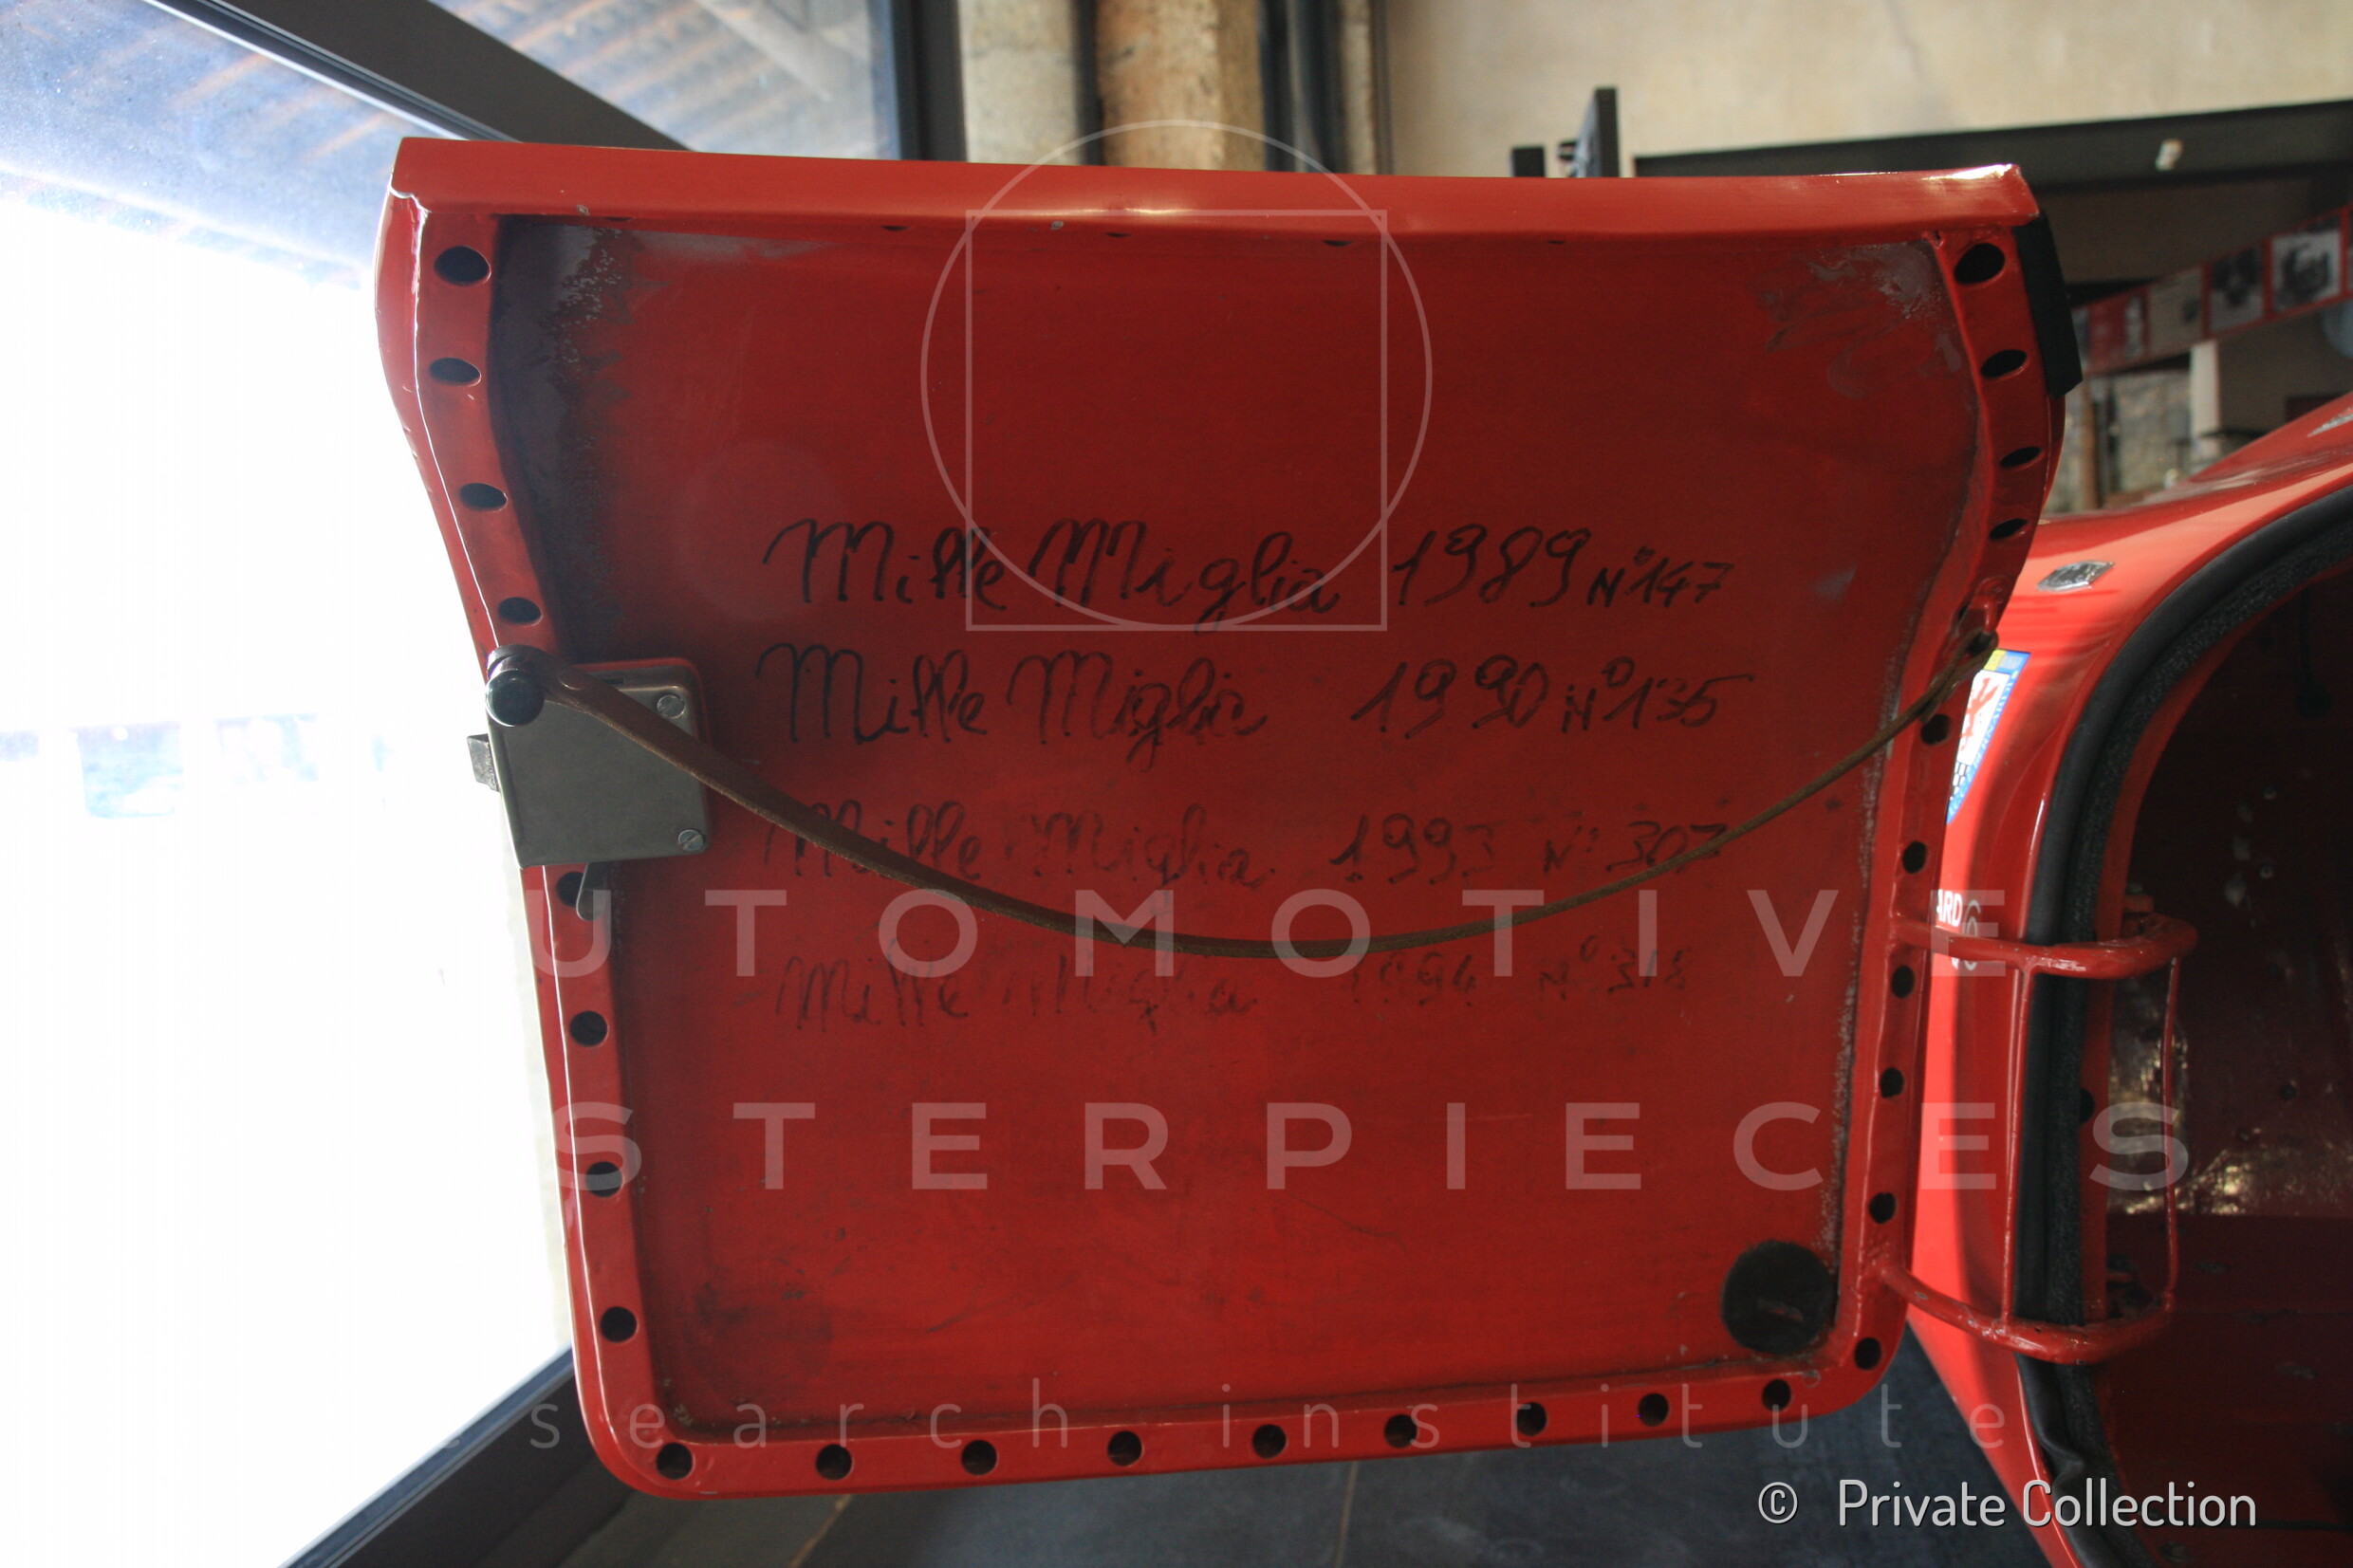 Mille Miglia 1989 N° 147
Mille Miglia 1990 N° 135
Mille Miglia 1993 N° 307
Mille Miglia 1994 N° 318
ARD
UTOMOTIVE
STERPIECES
search institute
© Private Collection